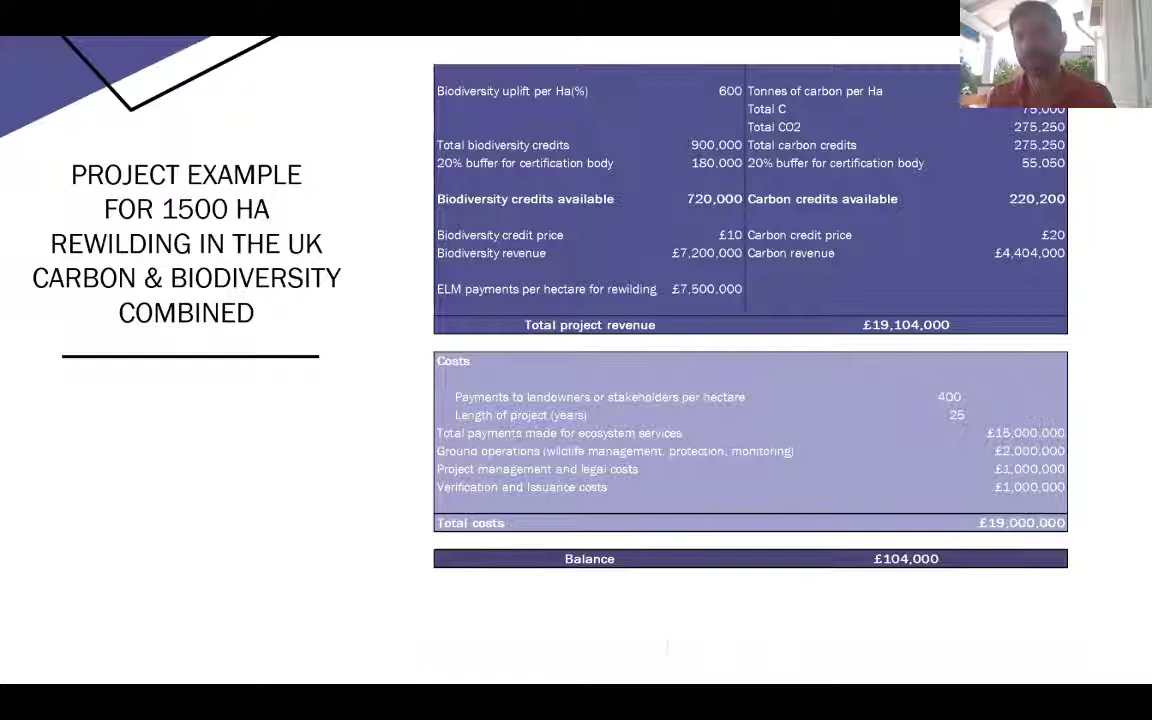 PROJECT EXAMPLE
FOR 1500 HA
REWILDING IN THE UK
CARBON & BIODIVERSITY
COMBINED
Biodiversity uplift per Ha(%) 600 Tonnes of carbon per Ha
Total C 75,000
Total CO2 275,250
Total biodiversity credits 900,000 Total carbon credits 275,250
20% buffer for certification body 180,000 20% buffer for certification body 55,050
Biodiversity credits available 720,000 Carbon credits available 220,200
Biodiversity credit price £10 Carbon credit price £20
Biodiversity revenue £7,200,000 Carbon revenue £4,404,000
ELM payments per hectare for rewilding £7,500,000
Total project revenue £19,104,000
Costs
Payments to landowners or stakeholders per hectare 400
Length of project (years) 25
Total payments made for ecosystem services £15,000,000
Ground operations (wildlife management, protection, monitoring) £2,000,000
Project management and legal costs £1,000,000
Verification and Issuance costs £1,000,000
Total costs £19,000,000
Balance £104,000